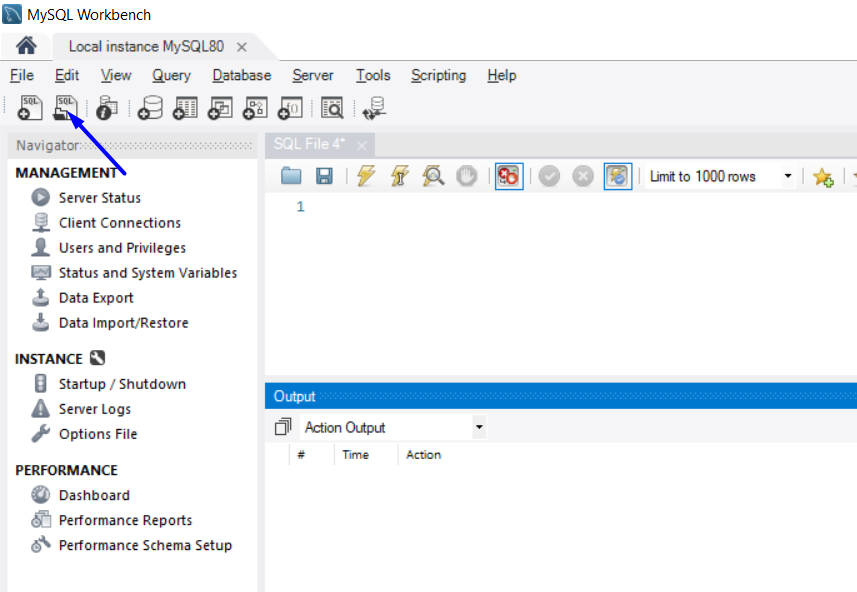 MySQL Workbench
Local instance MySQL80
File Edit View Query Database Server Tools Scripting Help
SQL SQL
Navigator
SQL File 4*
MANAGEMENT
Server Status
Client Connections
Users and Privileges
Status and System Variables
Data Export
Data Import/Restore
INSTANCE
Startup / Shutdown
Server Logs
Options File
PERFORMANCE
Dashboard
Performance Reports
Performance Schema Setup
Limit to 1000 rows
1
Output
Action Output
# Time Action